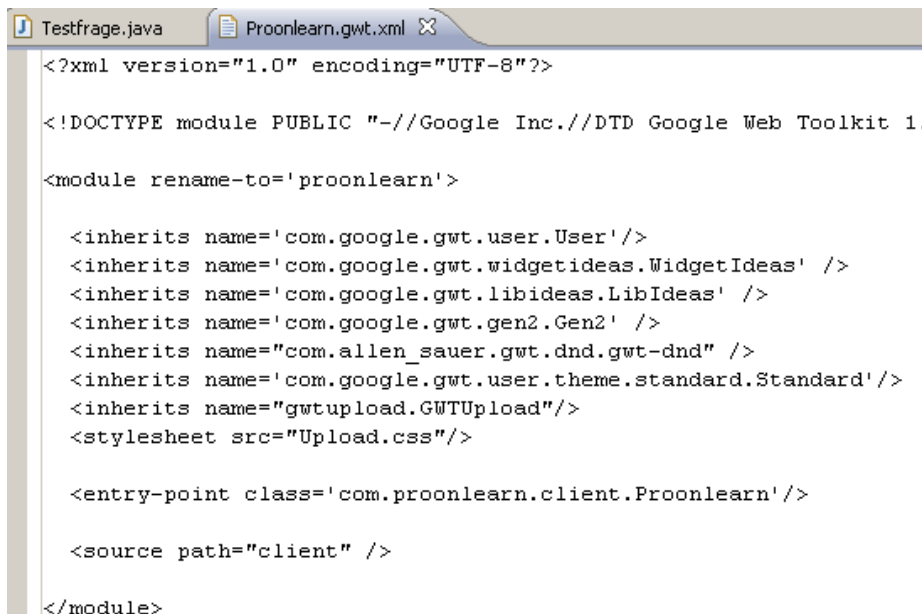 Testfrage.java Proonlearn.gwt.xml
<?xml version="1.0" encoding="UTF-8"?>
<!DOCTYPE module PUBLIC "-//Google Inc.//DTD Google Web Toolkit 1.
<module rename-to='proonlearn'>
<inherits name='com.google.gwt.user.User'/>
<inherits name='com.google.gwt.widgetideas.WidgetIdeas' />
<inherits name='com.google.gwt.libideas.LibIdeas' />
<inherits name='com.google.gwt.gen2.Gen2' />
<inherits name="com.allen_sauer.gwt.dnd.gwt-dnd" />
<inherits name='com.google.gwt.user.theme.standard.Standard'/>
<inherits name="gwtupload.GWTUpload"/>
<stylesheet src="Upload.css"/>
<entry-point class='com.proonlearn.client.Proonlearn'/>
<source path="client" />
</module>